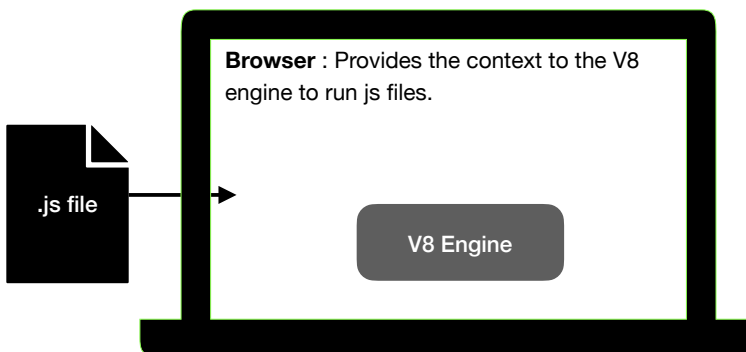 Browser : Provides the context to the V8
engine to run js files.
.js file
V8 Engine